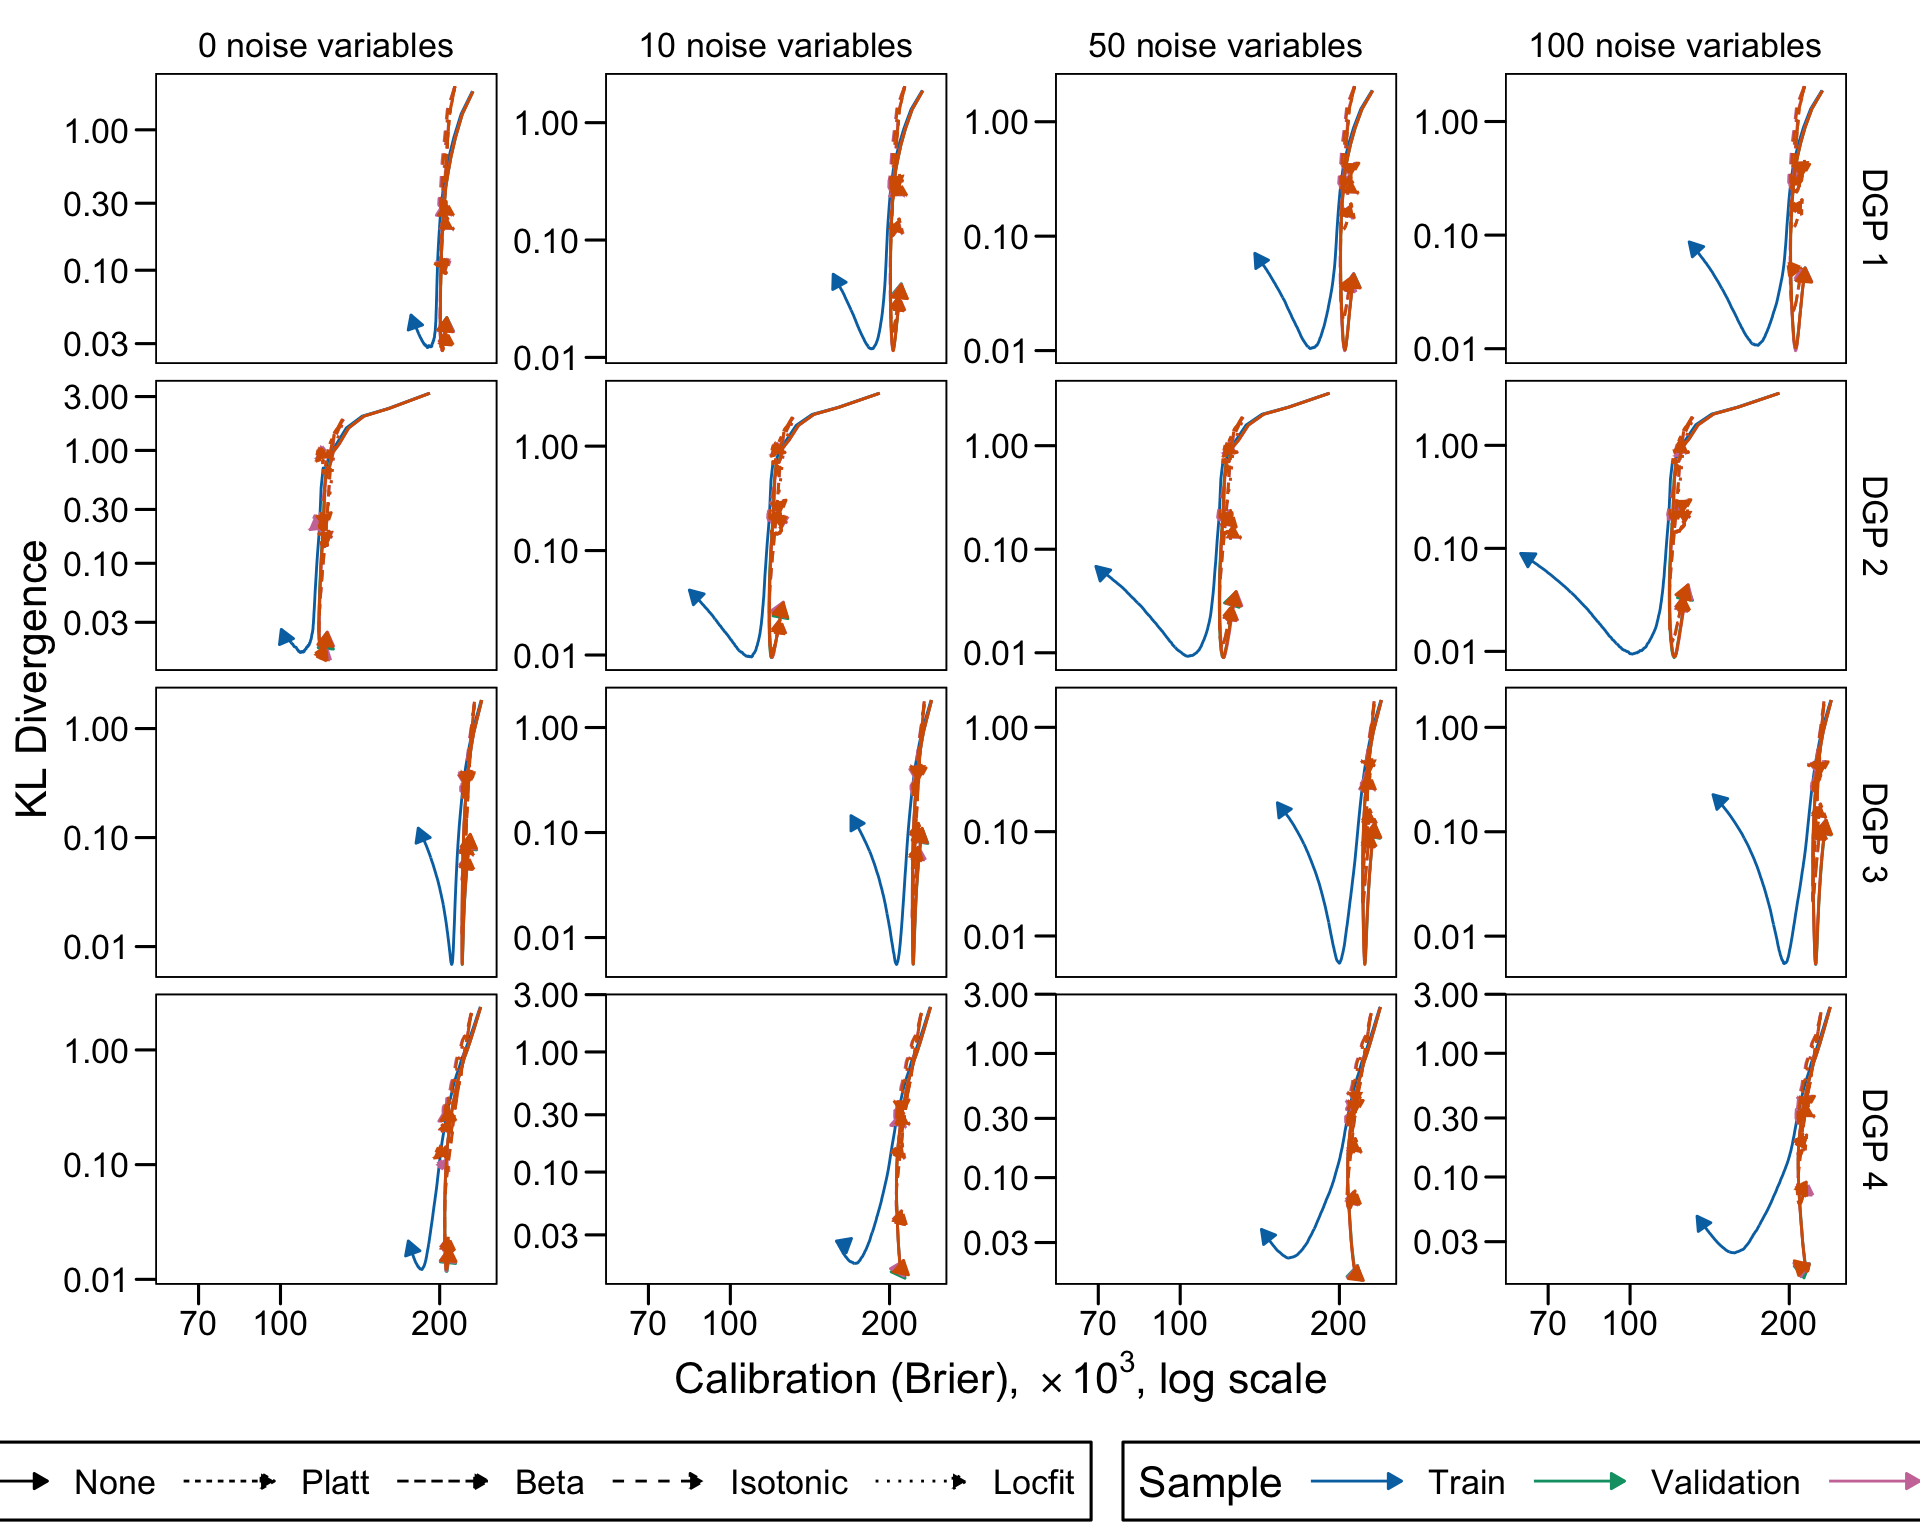 0 noise variables 10 noise variables 50 noise variables 100 noise variables
1.00 0.30 0.10 0.03
1.00 0.10 0.01
1.00 0.10 0.01
1.00 0.10 0.01
DGP 1
3.00 1.00 0.30 0.10 0.03
1.00 0.10 0.01
1.00 0.10 0.01
1.00 0.10 0.01
DGP 2
KL Divergence
1.00 0.10 0.01
1.00 0.10 0.01
1.00 0.10 0.01
1.00 0.10 0.01
DGP 3
1.00 0.10 0.01
3.00 1.00 0.30 0.10 0.03
3.00 1.00 0.30 0.10 0.03
3.00 1.00 0.30 0.10 0.03
DGP 4
70 100 200 70 100 200 70 100 200 70 100 200
Calibration (Brier), ×10³, log scale
None Platt Beta Isotonic Locfit Sample Train Validation